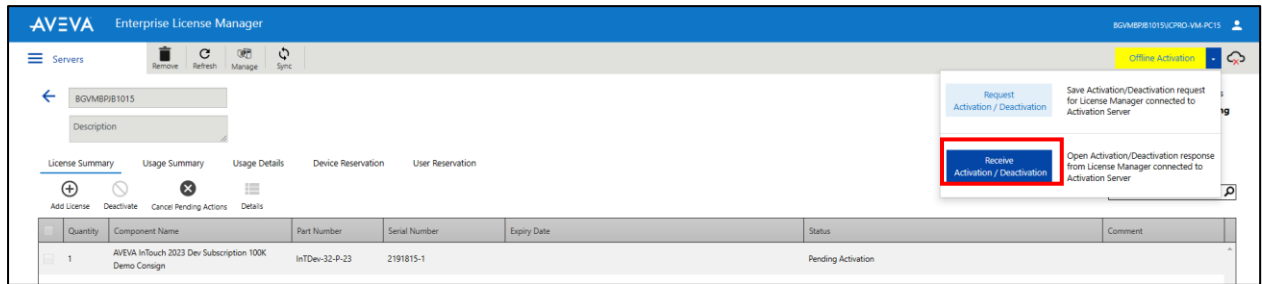 AVEVA Enterprise License Manager
BGVMBPJB1015\ICPRO-VM-PC15
Servers
Remove Refresh Manage Sync
Offline Activation
BGVMBPJB1015
Description
Request
Activation / Deactivation
Save Activation/Deactivation request
for License Manager connected to
Activation Server
Receive
Activation / Deactivation
Open Activation/Deactivation response
from License Manager connected to
Activation Server
License Summary Usage Summary Usage Details Device Reservation User Reservation
Add License Deactivate Cancel Pending Actions Details
Quantity Component Name Part Number Serial Number Expiry Date Status Comment
1 AVEVA InTouch 2023 Dev Subscription 100K
Demo Consign InTDev-32-P-23 2191815-1 Pending Activation